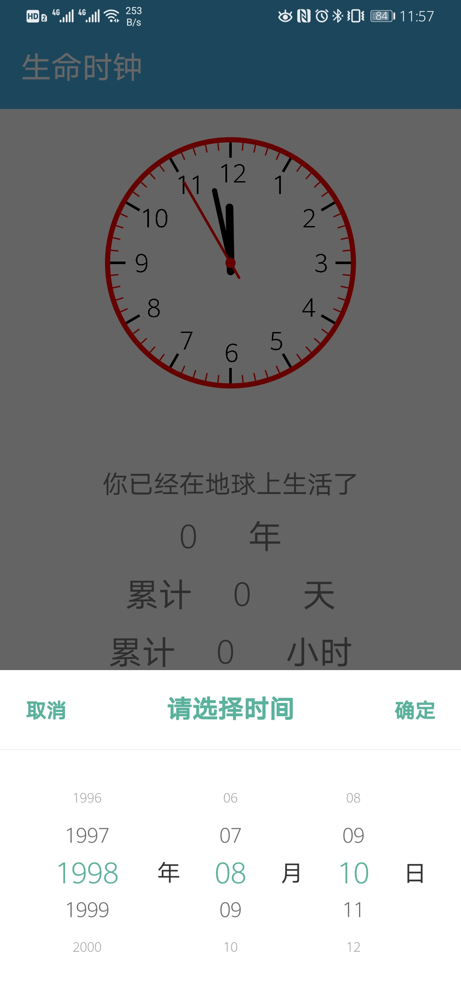 HD 2 4G 4G 253 B/s 84 11:57
生命时钟
12
11 1
10 2
9 3
8 4
7 5
6
你已经在地球上生活了
0 年
累计 0 天
累计 0 小时
取消 请选择时间 确定
1996 06 08
1997 07 09
1998 年 08 月 10 日
1999 09 11
2000 10 12